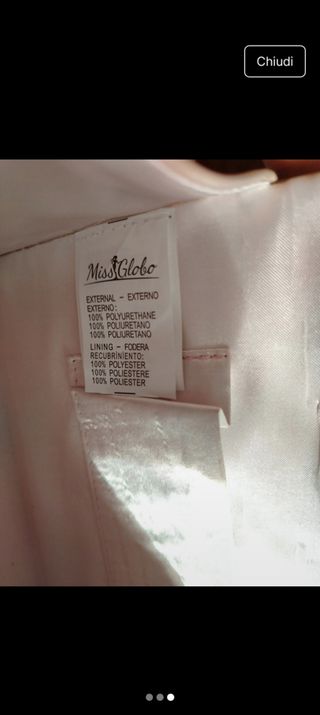 Chiudi
Miss Globo
EXTERNAL - EXTERNO
EXTERNO:
100% POLYURETHANE
100% POLIURETANO
100% POLIURETANO
LINING - FODERA
RECUBRINIENTO:
100% POLYESTER
100% POLIESTERE
100% POLIESTER